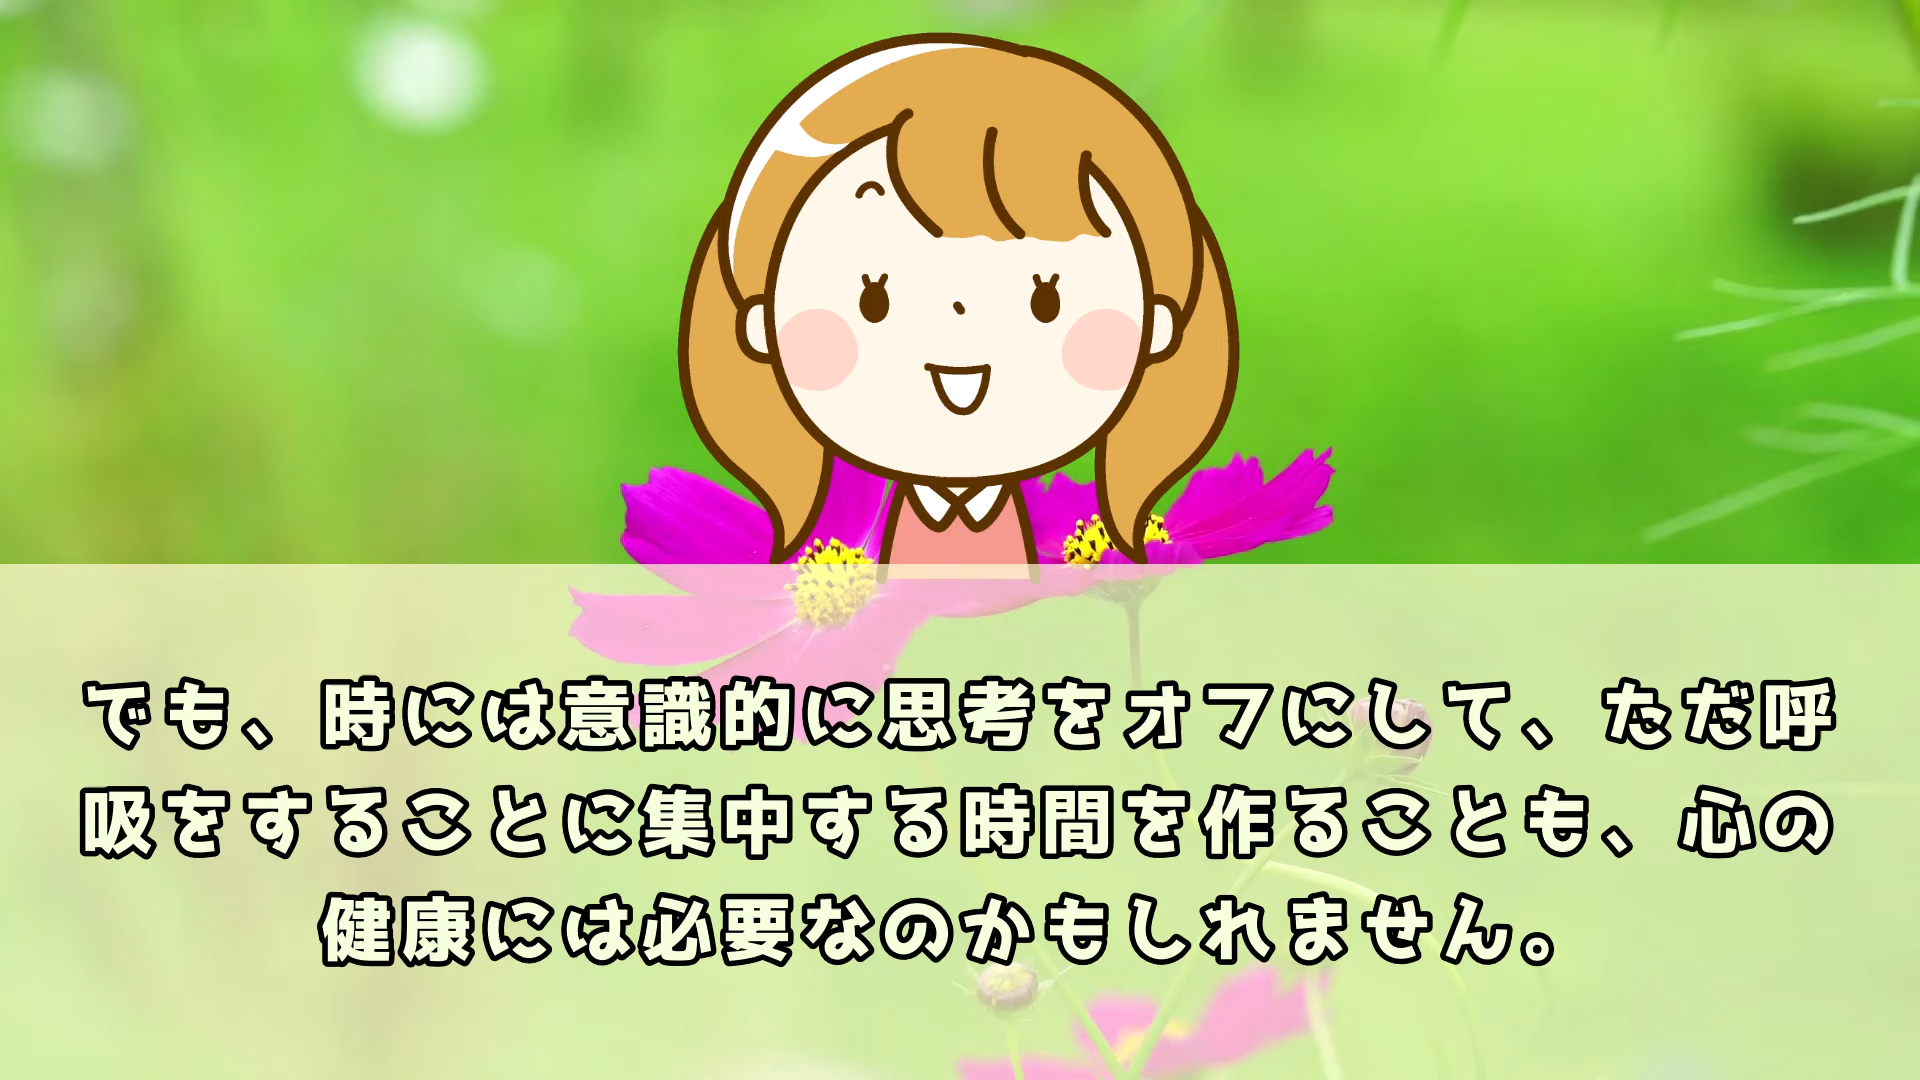 でも、時には意識的に思考をオフにして、ただ呼
吸をすることに集中する時間を作ることも、心の
健康には必要なのかもしれません。